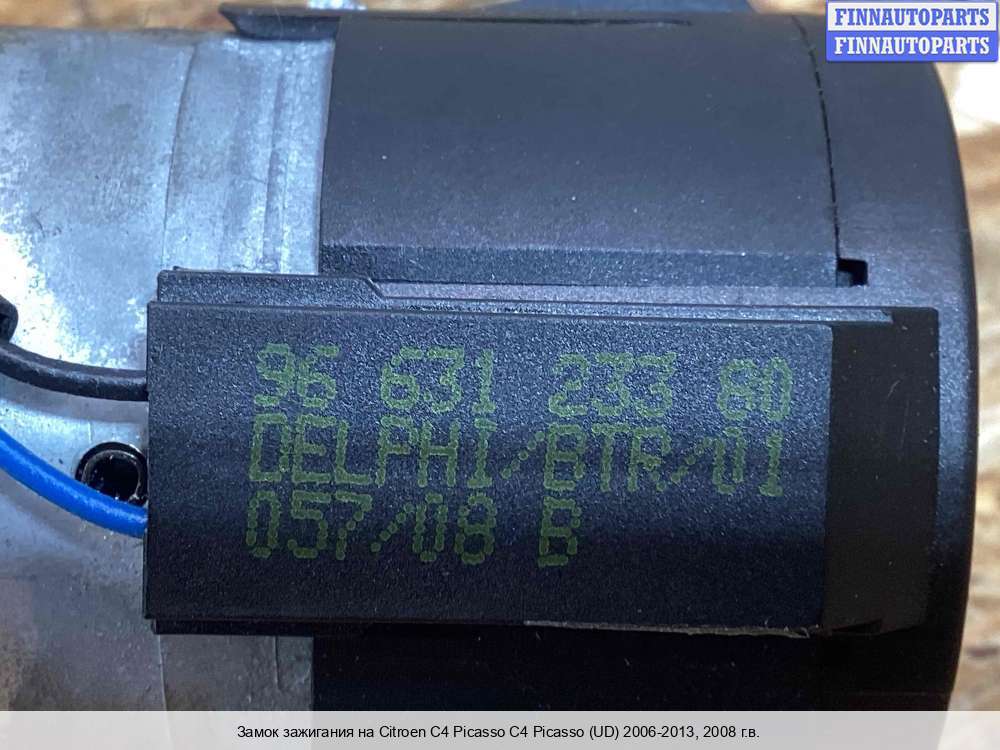 FINNAUTOPARTS
FINNAUTOPARTS
96 631 233 80
DELPHI/BTR/01
057/08 B
Замок зажигания на Citroen C4 Picasso C4 Picasso (UD) 2006-2013, 2008 г.в.